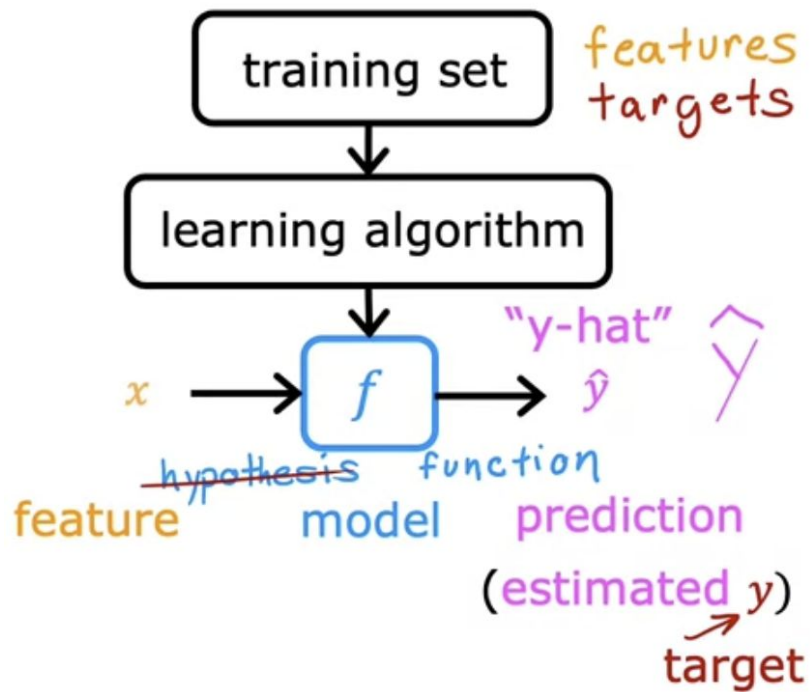 training set
features
targets
learning algorithm
"y-hat"
ŷ
x
f
ŷ
hypothesis
function
feature
model
prediction
(estimated y)
target